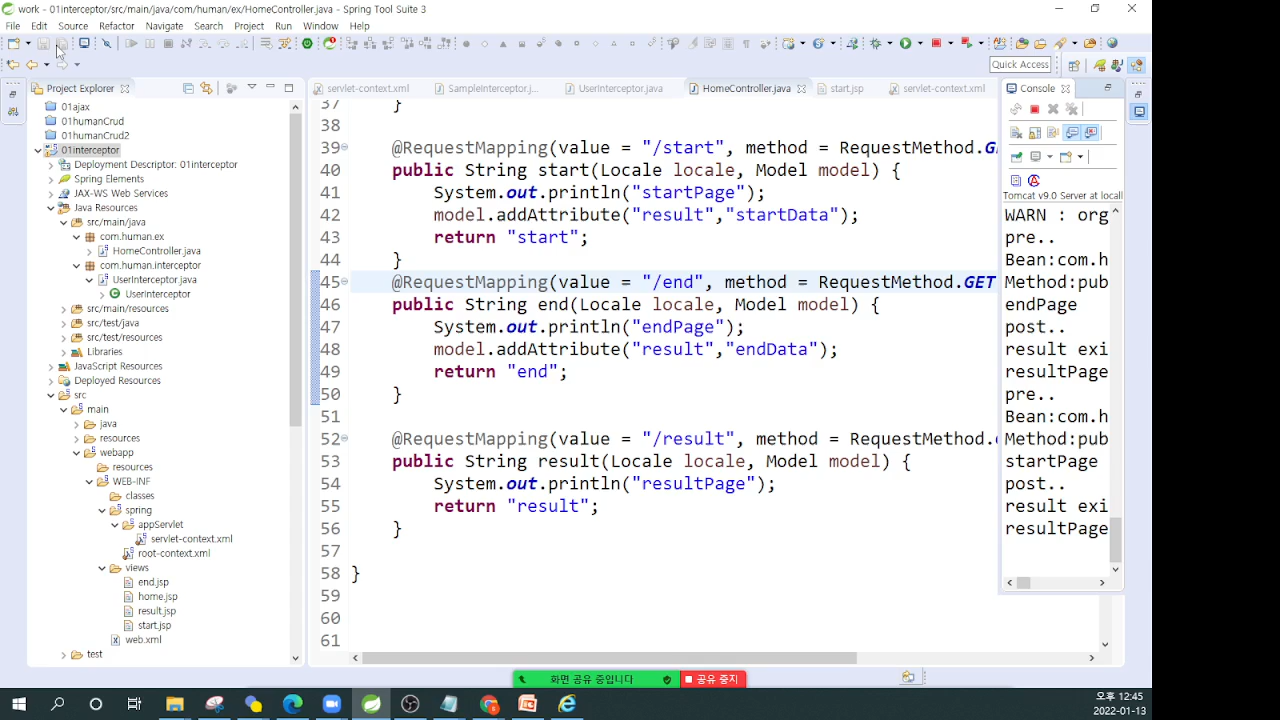 work - 01interceptor/src/main/java/com/human/ex/HomeController.java - Spring Tool Suite 3
File Edit Source Refactor Navigate Search Project Run Window Help
Quick Access
Project Explorer
servlet-context.xml
SampleInterceptor.j...
UserInterceptor.java
HomeController.java
start.jsp
servlet-context.xml
Console
01ajax
01humanCrud
01humanCrud2
01interceptor
Deployment Descriptor: 01interceptor
Spring Elements
JAX-WS Web Services
Java Resources
src/main/java
com.human.ex
HomeController.java
com.human.interceptor
UserInterceptor.java
UserInterceptor
src/main/resources
src/test/java
src/test/resources
Libraries
JavaScript Resources
Deployed Resources
src
main
java
resources
webapp
resources
WEB-INF
classes
spring
appServlet
servlet-context.xml
root-context.xml
views
end.jsp
home.jsp
result.jsp
start.jsp
web.xml
test
37 }
38
39 @RequestMapping(value = "/start", method = RequestMethod.G
40 public String start(Locale locale, Model model) {
41 System.out.println("startPage");
42 model.addAttribute("result","startData");
43 return "start";
44 }
45 @RequestMapping(value = "/end", method = RequestMethod.GET
46 public String end(Locale locale, Model model) {
47 System.out.println("endPage");
48 model.addAttribute("result","endData");
49 return "end";
50 }
51
52 @RequestMapping(value = "/result", method = RequestMethod.
53 public String result(Locale locale, Model model) {
54 System.out.println("resultPage");
55 return "result";
56 }
57
58 }
59
60
61
Tomcat v9.0 Server at locall
WARN : org
pre..
Bean:com.h
Method:pub
endPage
post..
result exi
resultPage
pre..
Bean:com.h
Method:pub
startPage
post..
result exi
resultPage
화면 공유 중입니다
공유 중지
오후 12:45
2022-01-13